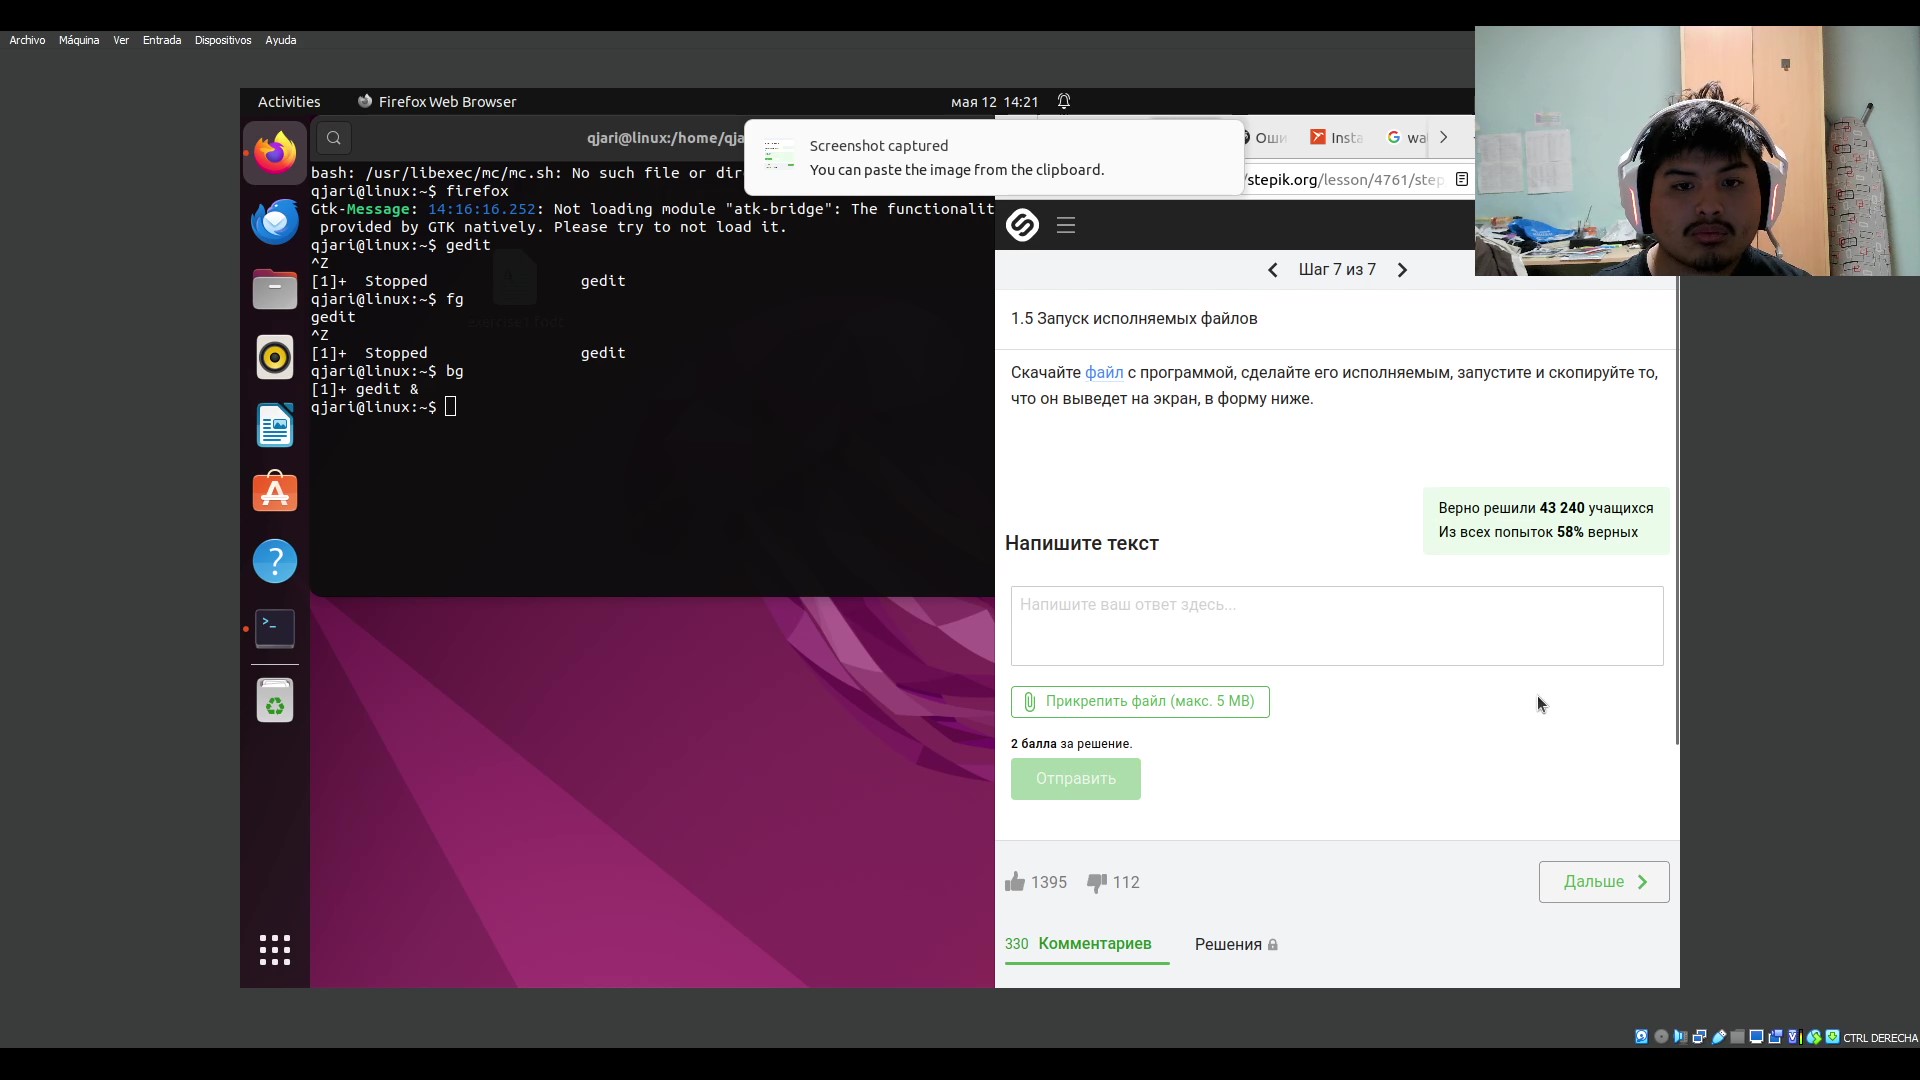 Archivo Máquina Ver Entrada Dispositivos Ayuda
Activities Firefox Web Browser мая 12 14:21
qjari@linux:/home/qja
Screenshot captured
You can paste the image from the clipboard.
Оши Insta wa
stepik.org/lesson/4761/step
bash: /usr/libexec/mc/mc.sh: No such file or dire
qjari@linux:~$ firefox
Gtk-Message: 14:16:16.252: Not loading module "atk-bridge": The functionalit
provided by GTK natively. Please try to not load it.
qjari@linux:~$ gedit
^Z
[1]+ Stopped gedit
qjari@linux:~$ fg
gedit
^Z
[1]+ Stopped gedit
qjari@linux:~$ bg
[1]+ gedit &
qjari@linux:~$
Шаг 7 из 7
1.5 Запуск исполняемых файлов
Скачайте файл с программой, сделайте его исполняемым, запустите и скопируйте то,
что он выведет на экран, в форму ниже.
Верно решили 43 240 учащихся
Из всех попыток 58% верных
Напишите текст
Напишите ваш ответ здесь...
Прикрепить файл (макс. 5 MB)
2 балла за решение.
Отправить
1395 112
Дальше
330 Комментариев Решения
CTRL DERECHA